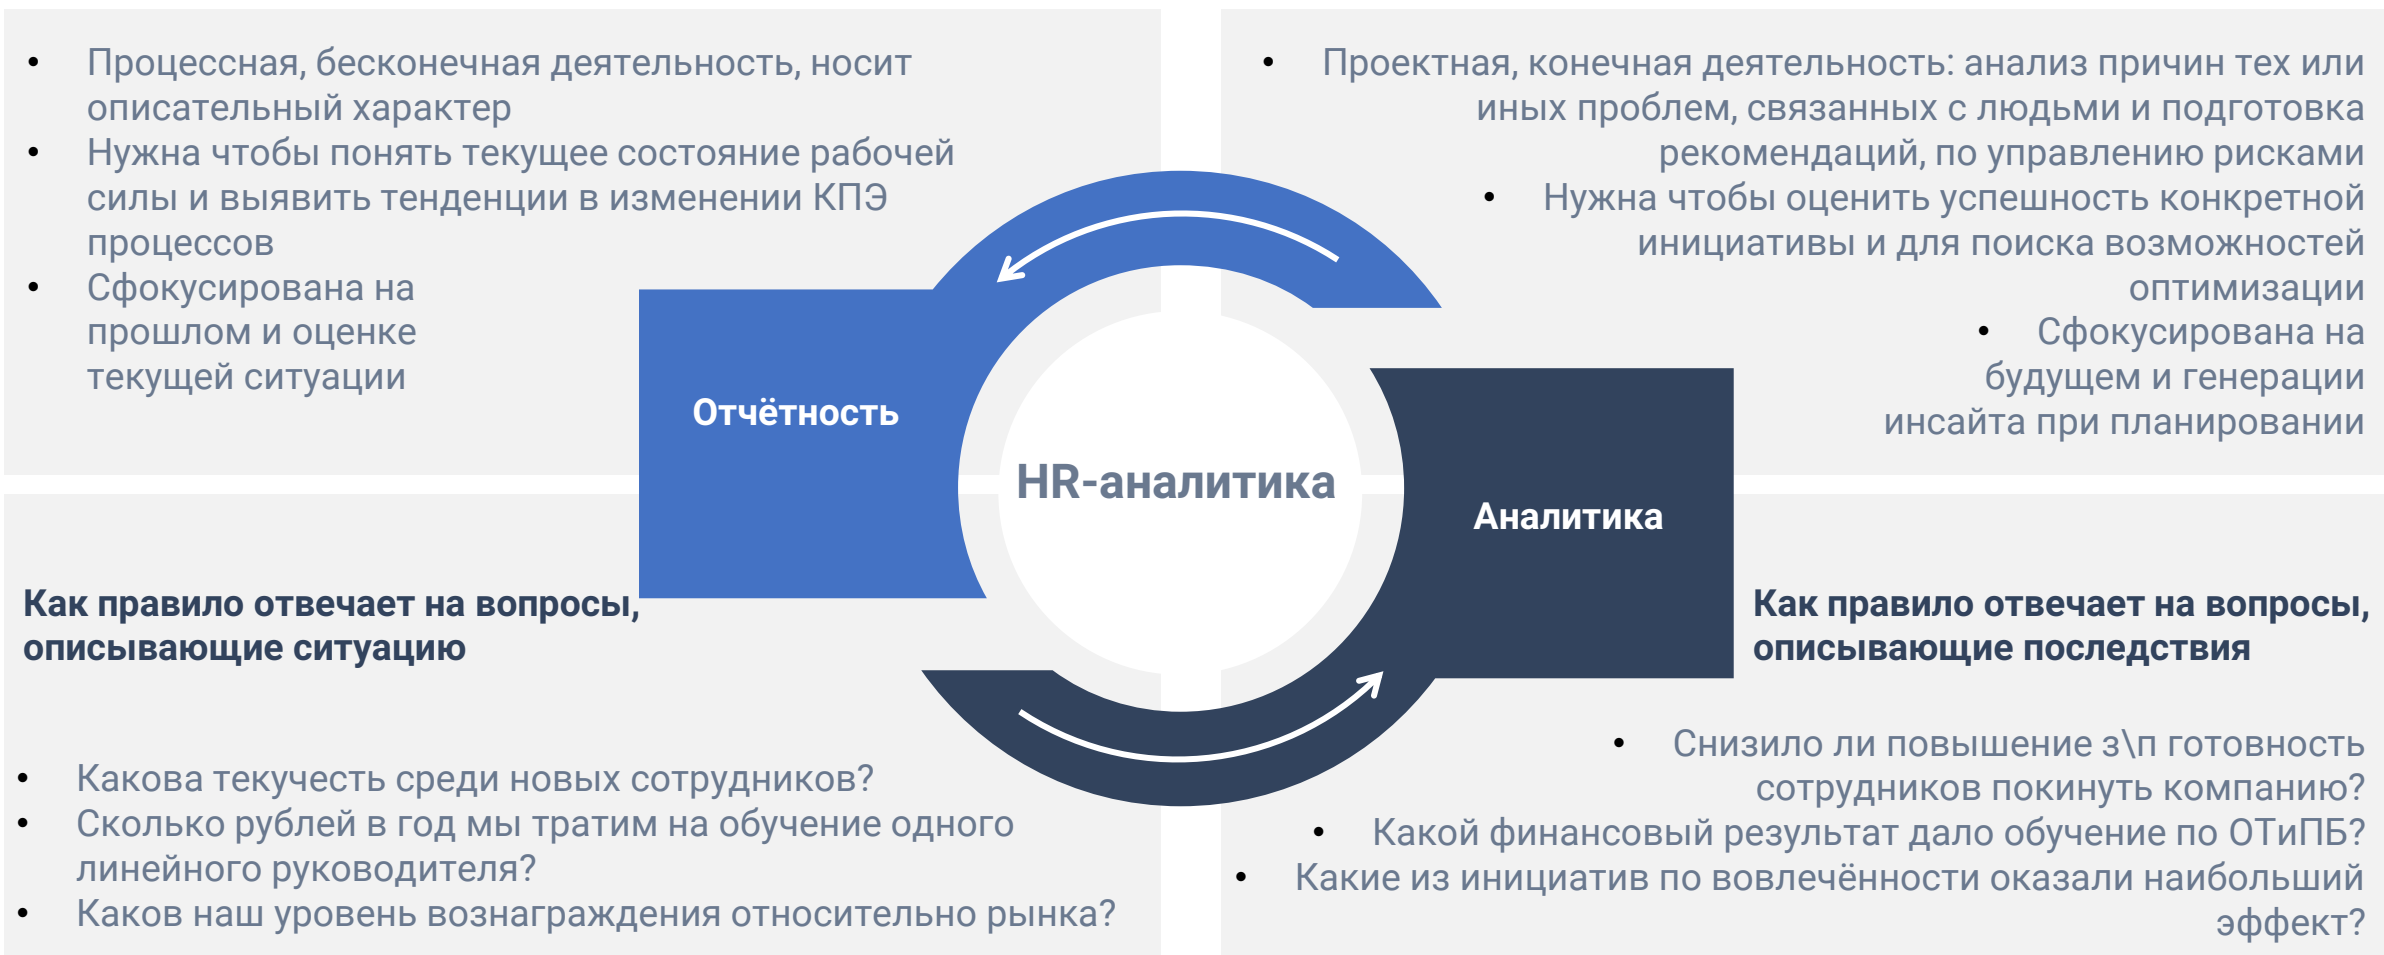 • Процессная, бесконечная деятельность, носит
описательный характер
• Нужна чтобы понять текущее состояние рабочей
силы и выявить тенденции в изменении КПЭ
процессов
• Сфокусирована на
прошлом и оценке
текущей ситуации
• Проектная, конечная деятельность: анализ причин тех или
иных проблем, связанных с людьми и подготовка
рекомендаций, по управлению рисками
• Нужна чтобы оценить успешность конкретной
инициативы и для поиска возможностей
оптимизации
• Сфокусирована на
будущем и генерации
инсайта при планировании
Отчётность
HR-аналитика
Аналитика
Как правило отвечает на вопросы,
описывающие ситуацию
• Какова текучесть среди новых сотрудников?
• Сколько рублей в год мы тратим на обучение одного
линейного руководителя?
• Каков наш уровень вознаграждения относительно рынка?
Как правило отвечает на вопросы,
описывающие последствия
• Снизило ли повышение з\п готовность
сотрудников покинуть компанию?
• Какой финансовый результат дало обучение по ОТиПБ?
• Какие из инициатив по вовлечённости оказали наибольший
эффект?